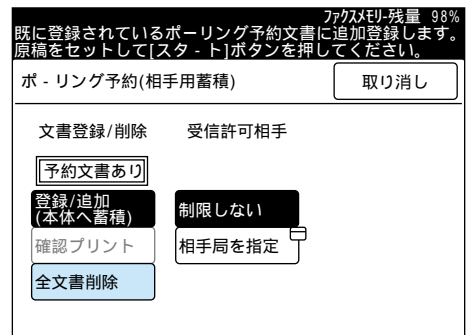 ファクスメモリ-残量 98%
既に登録されているポーリング予約文書に追加登録します。
原稿をセットして[スタ-ト]ボタンを押してください。
ポ-リング予約(相手用蓄積)
取り消し
文書登録/削除 受信許可相手
予約文書あり
登録/追加
(本体へ蓄積)
制限しない
確認プリント
相手局を指定
全文書削除